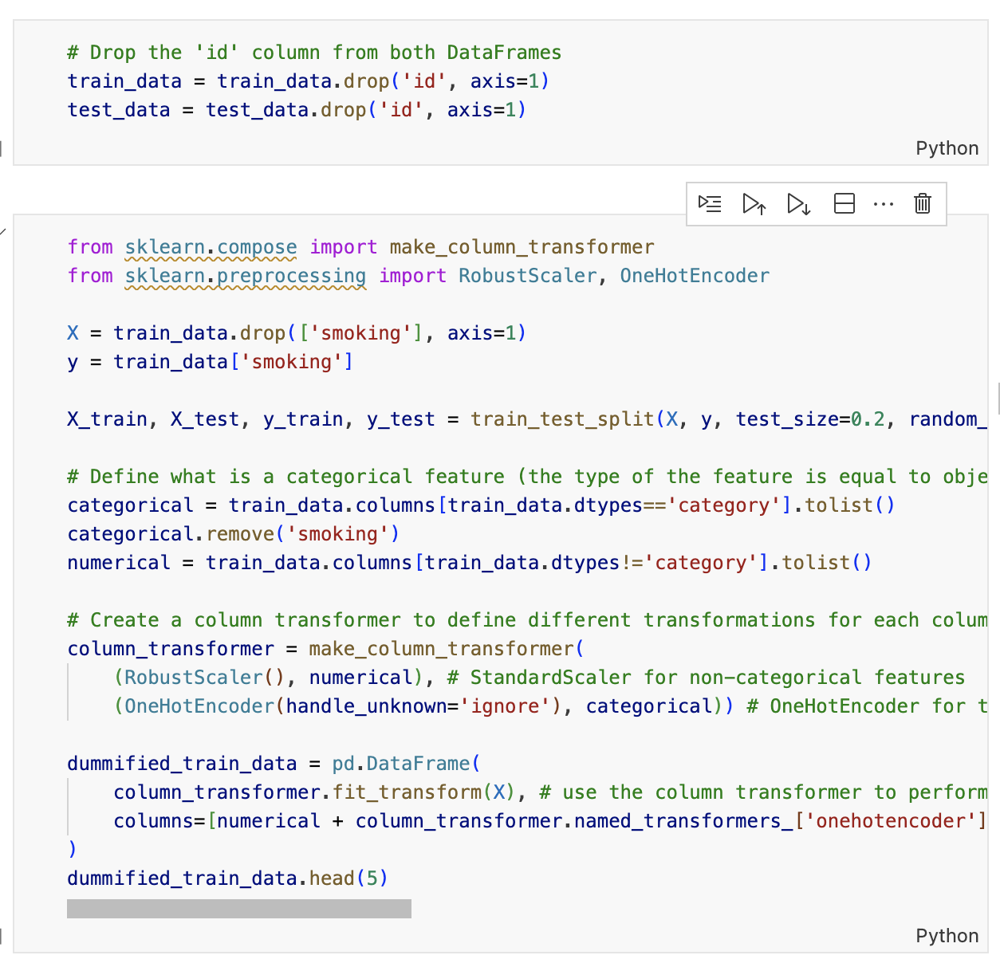 # Drop the 'id' column from both DataFrames
train_data = train_data.drop('id', axis=1)
test_data = test_data.drop('id', axis=1)
Python
from sklearn.compose import make_column_transformer
from sklearn.preprocessing import RobustScaler, OneHotEncoder
X = train_data.drop(['smoking'], axis=1)
y = train_data['smoking']
X_train, X_test, y_train, y_test = train_test_split(X, y, test_size=0.2, random_
# Define what is a categorical feature (the type of the feature is equal to obje
categorical = train_data.columns[train_data.dtypes=='category'].tolist()
categorical.remove('smoking')
numerical = train_data.columns[train_data.dtypes!='category'].tolist()
# Create a column transformer to define different transformations for each colum
column_transformer = make_column_transformer(
    (RobustScaler(), numerical), # StandardScaler for non-categorical features
    (OneHotEncoder(handle_unknown='ignore'), categorical)) # OneHotEncoder for t
dummified_train_data = pd.DataFrame(
    column_transformer.fit_transform(X), # use the column transformer to perform
    columns=[numerical + column_transformer.named_transformers_['onehotencoder']
)
dummified_train_data.head(5)
Python